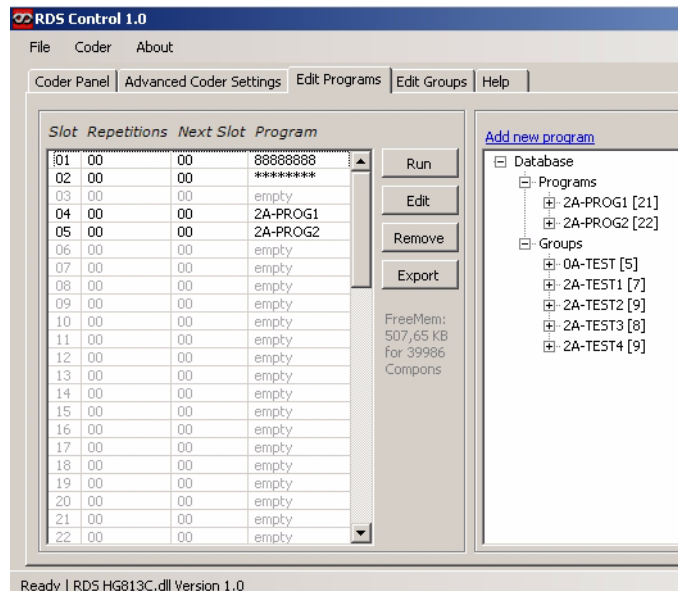 RDS Control 1.0
File Coder About
Coder Panel Advanced Coder Settings Edit Programs Edit Groups Help
Slot Repetitions Next Slot Program
01 00 00 88888888
02 00 00 ********
03 00 00 empty
04 00 00 2A-PROG1
05 00 00 2A-PROG2
06 00 00 empty
07 00 00 empty
08 00 00 empty
09 00 00 empty
10 00 00 empty
11 00 00 empty
12 00 00 empty
13 00 00 empty
14 00 00 empty
15 00 00 empty
16 00 00 empty
17 00 00 empty
18 00 00 empty
19 00 00 empty
20 00 00 empty
21 00 00 empty
22 00 00 empty
Run
Edit
Remove
Export
FreeMem:
507,65 KB
for 39986
Compons
Add new program
Database
Programs
2A-PROG1 [21]
2A-PROG2 [22]
Groups
0A-TEST [5]
2A-TEST1 [7]
2A-TEST2 [9]
2A-TEST3 [8]
2A-TEST4 [9]
Ready | RDS HG813C.dll Version 1.0